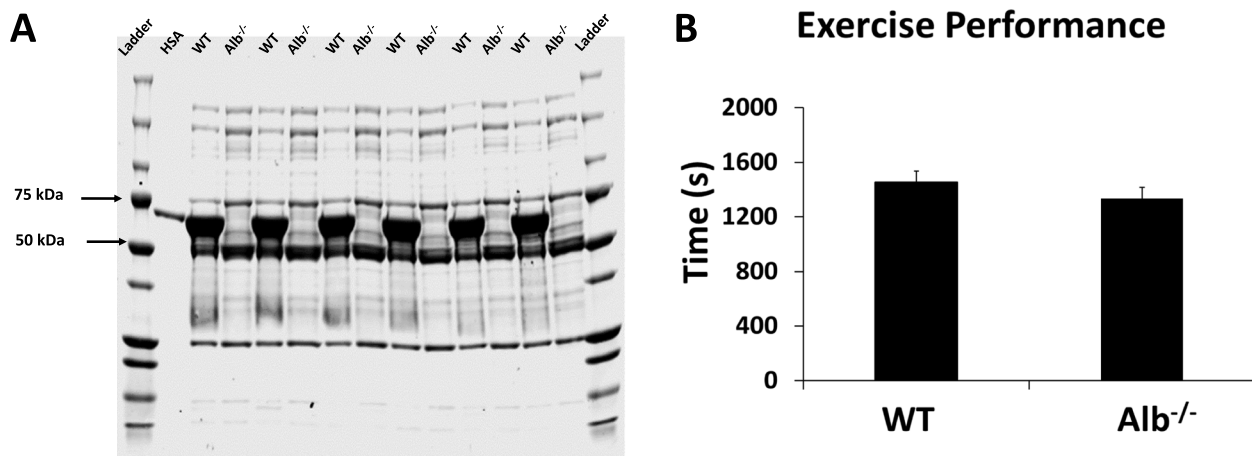 A
Ladder HSA WT Alb⁻/⁻ WT Alb⁻/⁻ WT Alb⁻/⁻ WT Alb⁻/⁻ WT Alb⁻/⁻ WT Alb⁻/⁻ Ladder
75 kDa
50 kDa
B
Exercise Performance
Time (s)
2000
1600
1200
800
400
0
WT Alb⁻/⁻